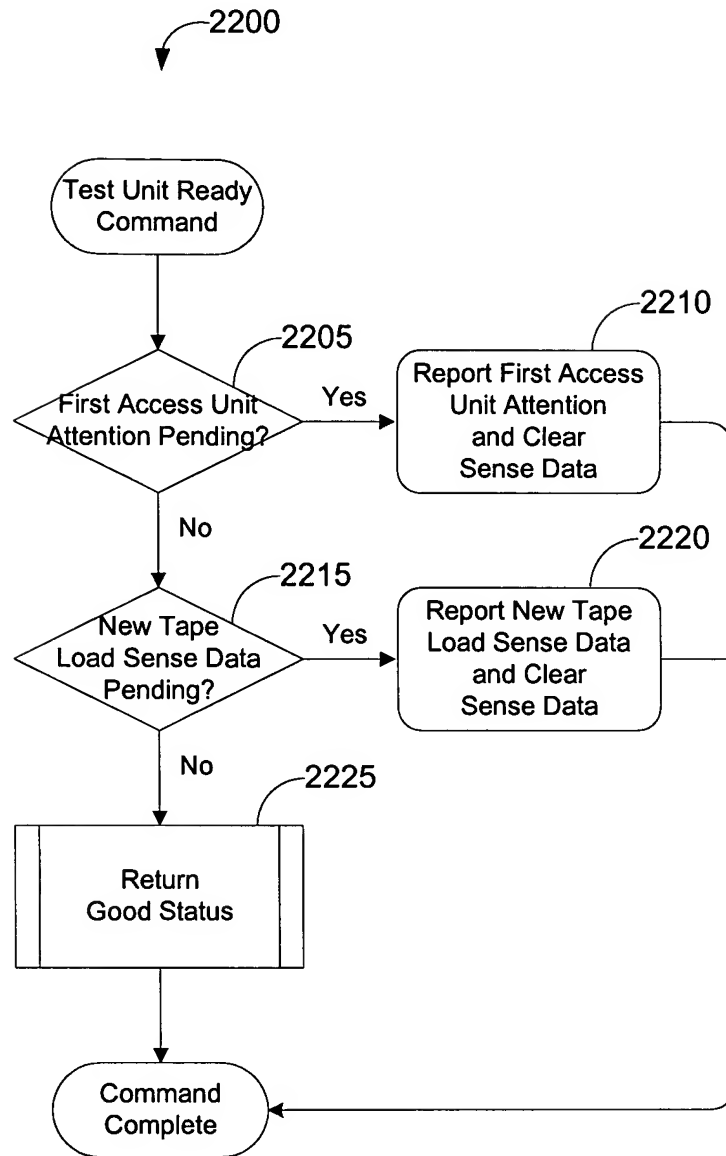 2200
Test Unit Ready
Command
2205
First Access Unit
Attention Pending?
Yes
2210
Report First Access
Unit Attention
and Clear
Sense Data
No
2215
New Tape
Load Sense Data
Pending?
Yes
2220
Report New Tape
Load Sense Data
and Clear
Sense Data
No
2225
Return
Good Status
Command
Complete